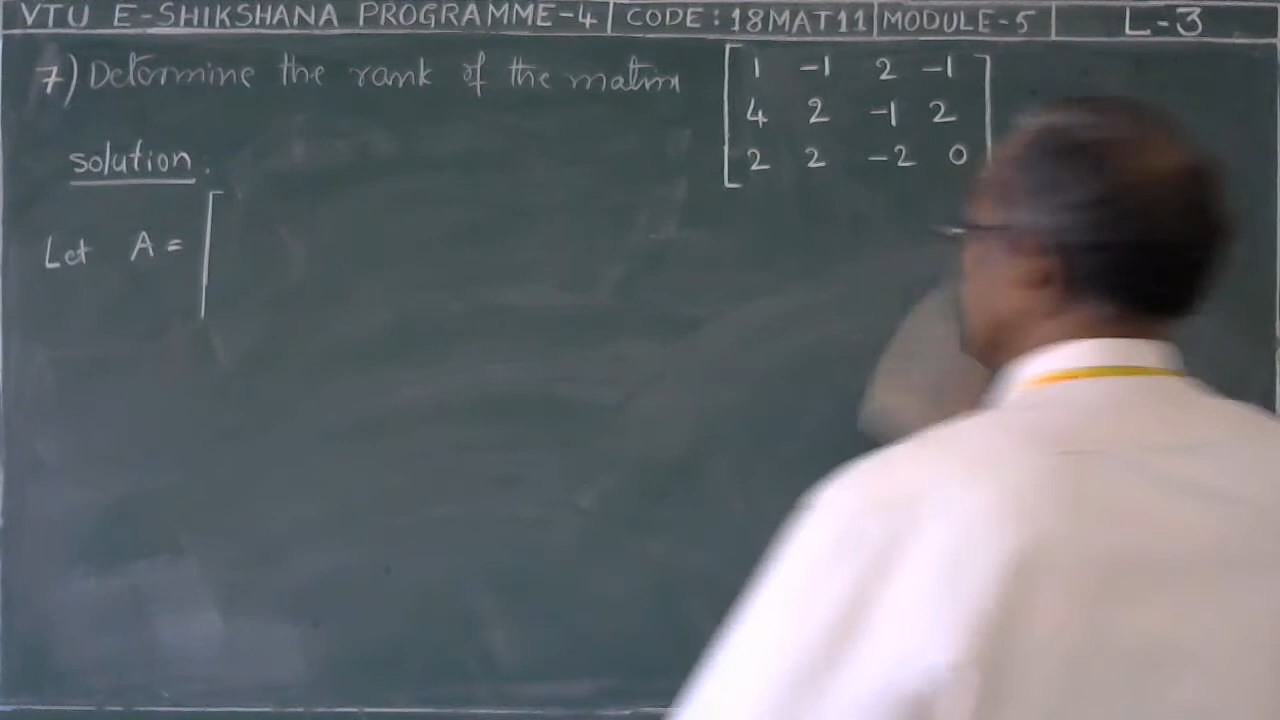 VTU E-SHIKSHANA PROGRAMME-4 | CODE: 18MAT11 | MODULE-5 | L-3
7) Determine the rank of the matrix
1 -1 2 -1
4 2 -1 2
2 2 -2 0
solution.
Let A = [